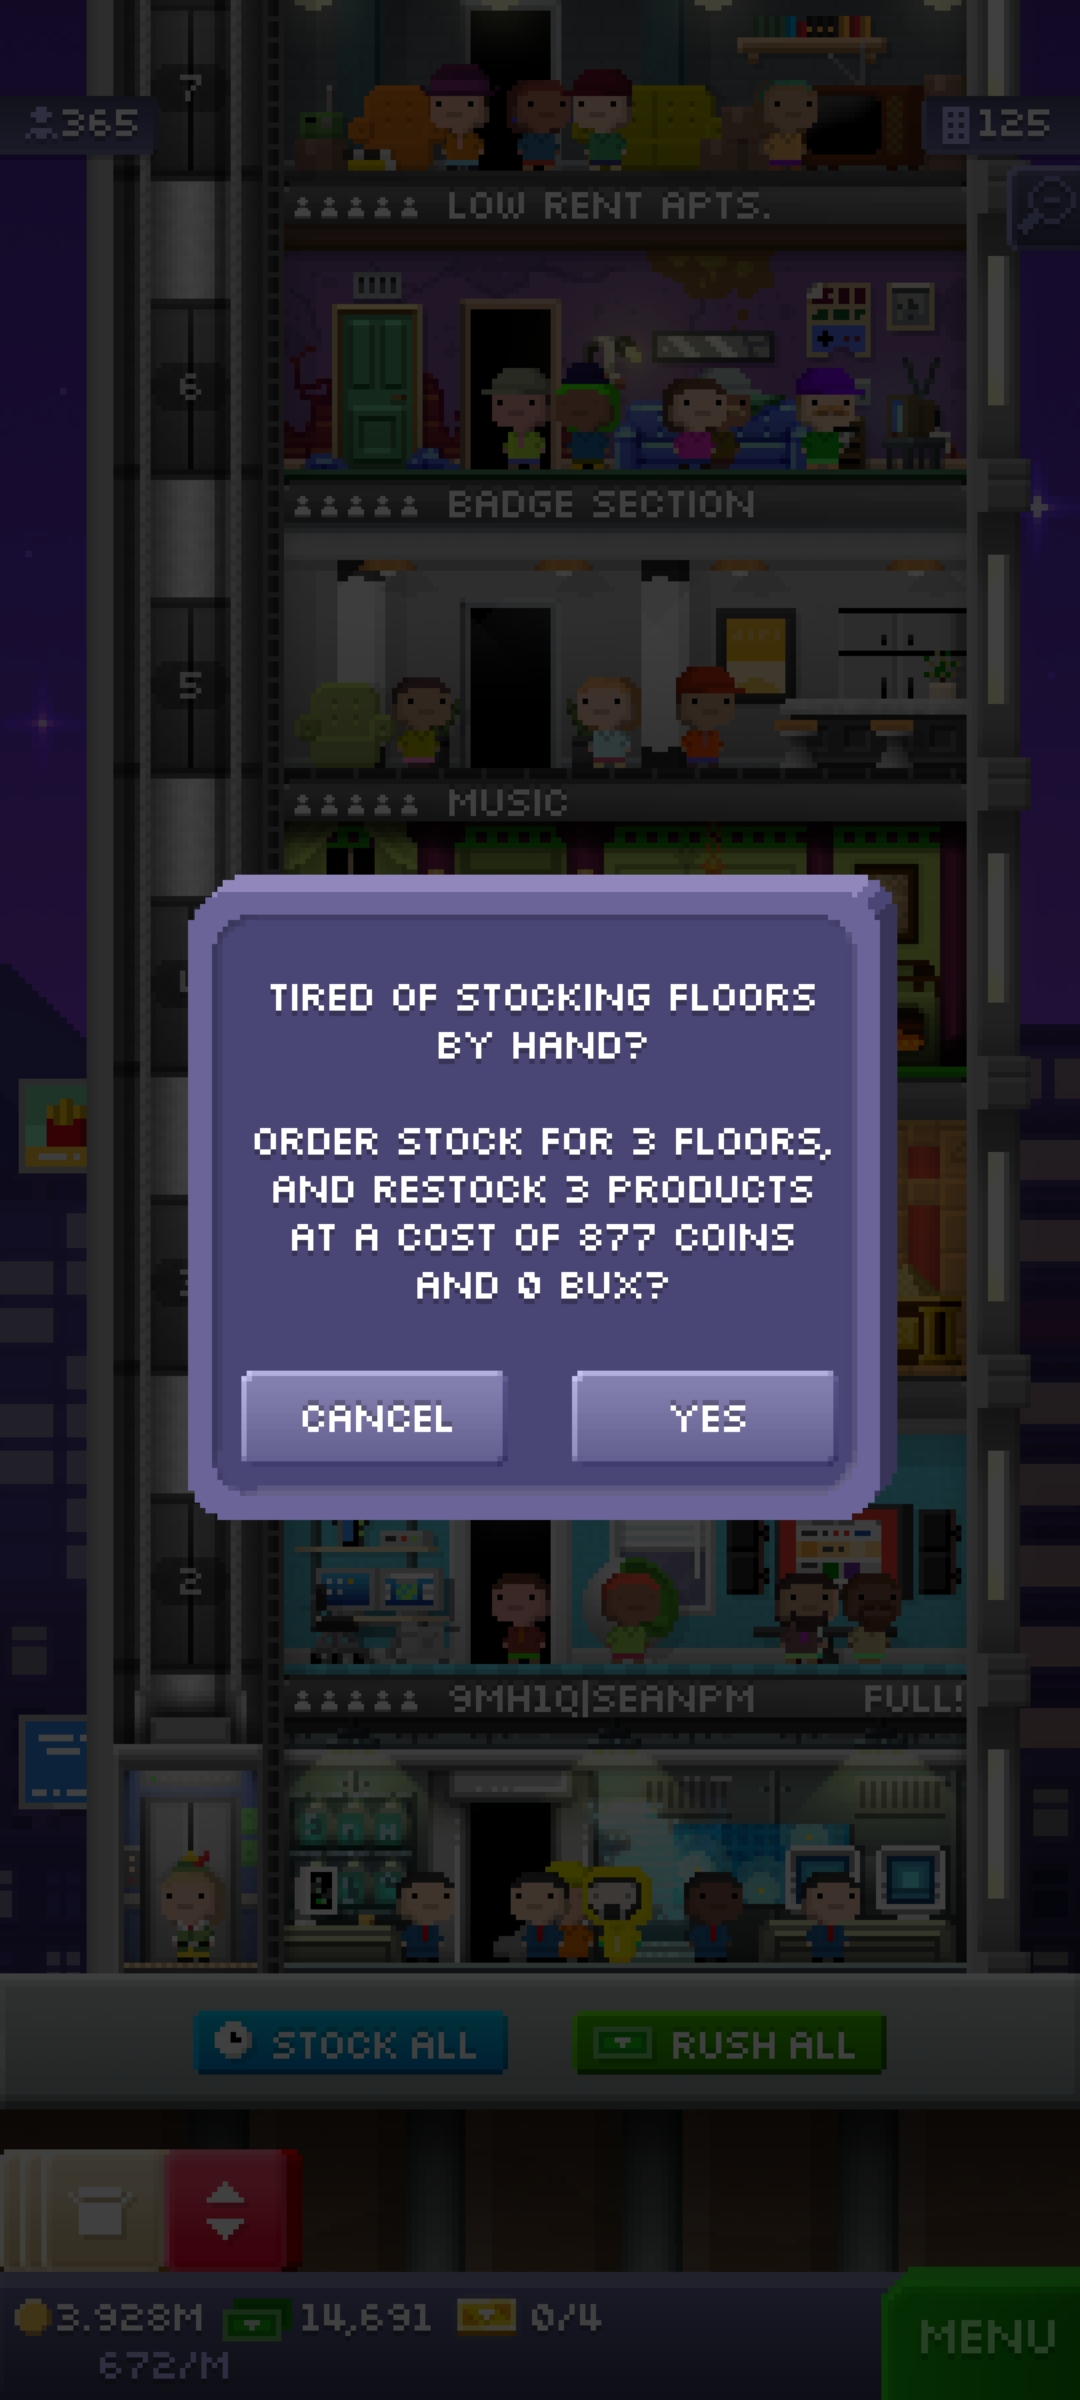 7
365
125
LOW RENT APTS.
6
BADGE SECTION
5
MUSIC
TIRED OF STOCKING FLOORS
BY HAND?
ORDER STOCK FOR 3 FLOORS,
AND RESTOCK 3 PRODUCTS
AT A COST OF 877 COINS
AND 0 BUX?
CANCEL
YES
2
9MH1Q|SEANPM
FULL!
STOCK ALL
RUSH ALL
3.928M
14,691
0/4
672/M
MENU